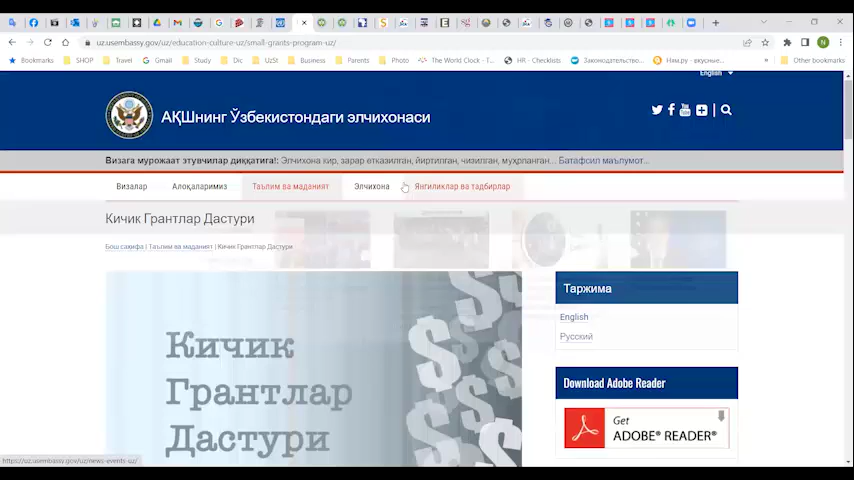 uz.usembassy.gov/uz/education-culture-uz/small-grants-program-uz/
Bookmarks SHOP Travel Gmail Study Dic UzSt Business Parents Photo The World Clock - T... HR - Checklists Законодательство... Ням.ру - вкусные... » Other bookmarks
English
АҚШнинг Ўзбекистондаги элчихонаси
Визага мурожаат этувчилар диққатига!: Элчихона кир, зарар етказилган, йиртилган, чизилган, муҳрланган... Батафсил маълумот...
Визалар Алоқаларимиз Таълим ва маданият Элчихона Янгиликлар ва тадбирлар
Кичик Грантлар Дастури
Бош саҳифа | Таълим ва маданият | Кичик Грантлар Дастури
Таржима
English
Русский
Кичик
Грантлар
Дастури
Download Adobe Reader
Get
ADOBE® READER®
https://uz.usembassy.gov/uz/news-events-uz/